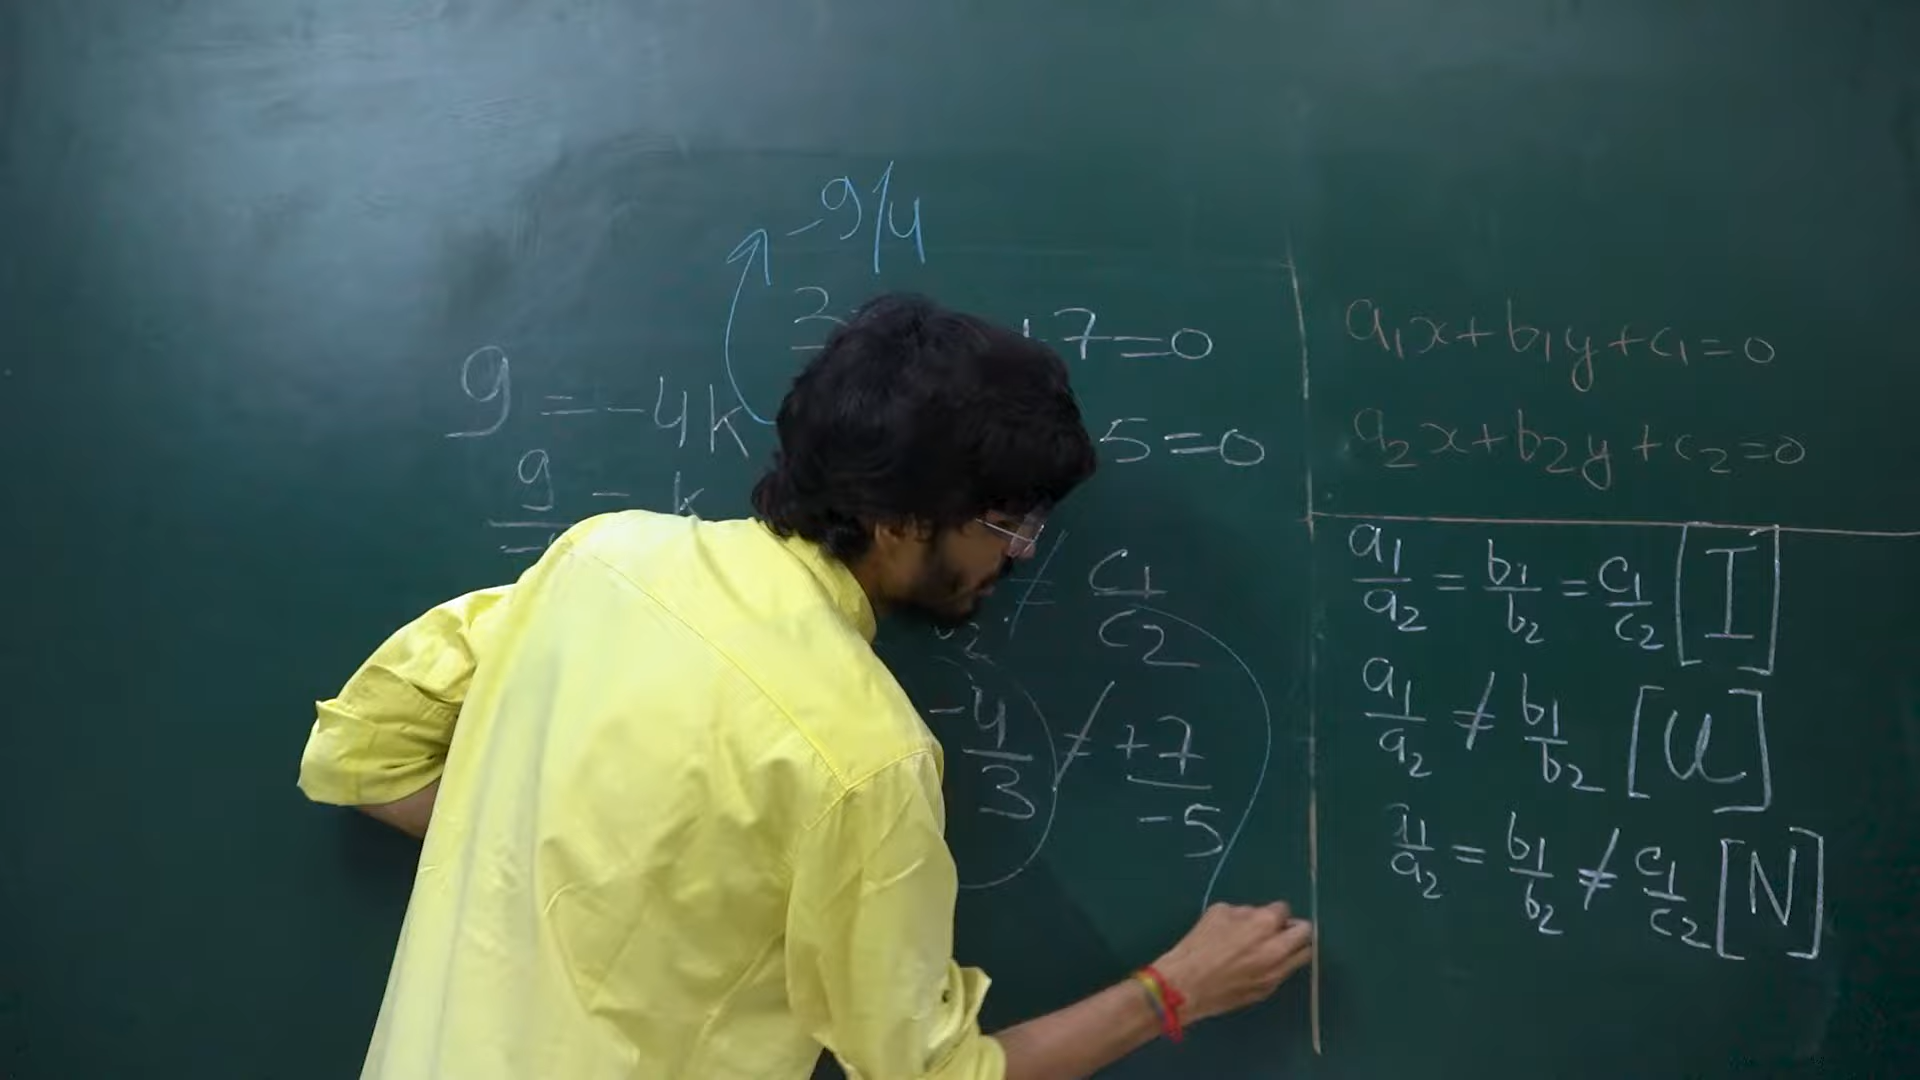 -9/4
3 +7=0
9 = -4k
5=0
9 = k
≠ c₁/c₂
-4/3 ≠ +7/-5
a₁x+b₁y+c₁=0
a₂x+b₂y+c₂=0
a₁/a₂ = b₁/b₂ = c₁/c₂ [I]
a₁/a₂ ≠ b₁/b₂ [U]
a₁/a₂ = b₁/b₂ ≠ c₁/c₂ [N]